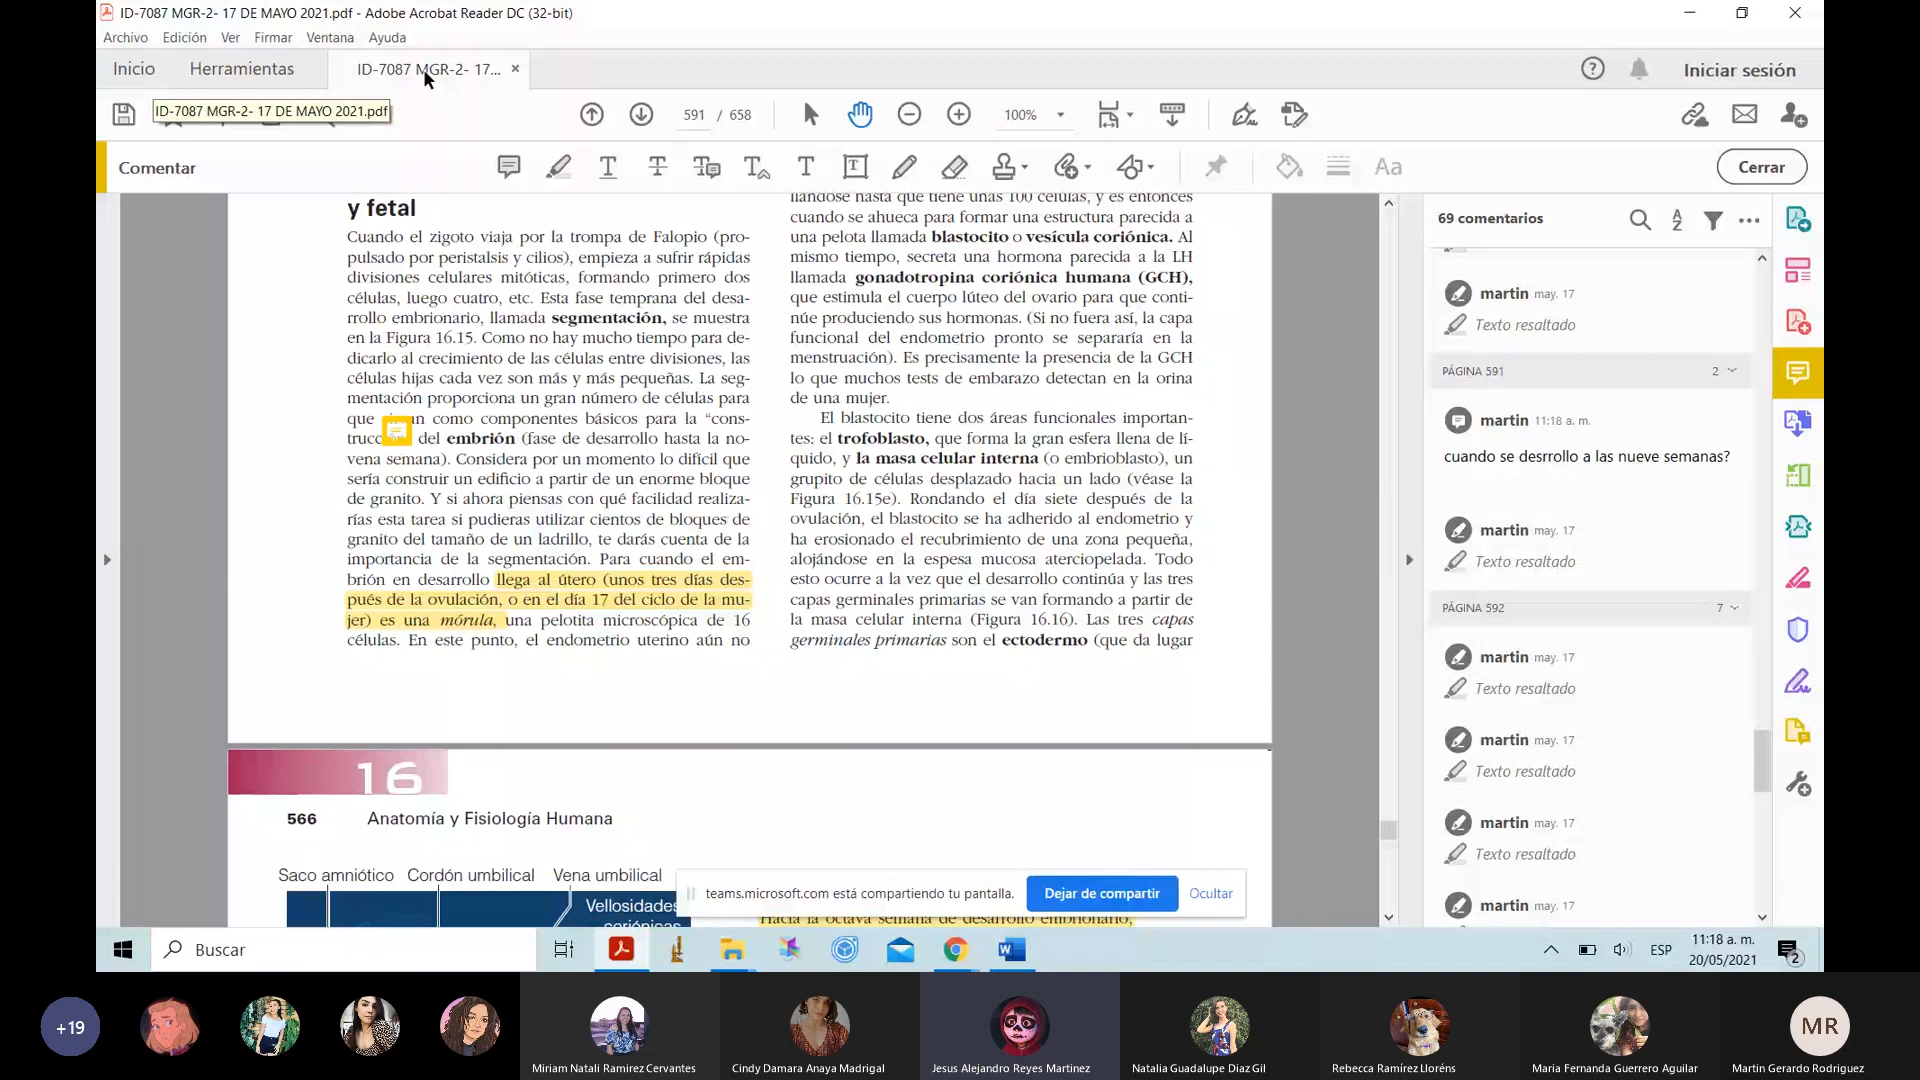 ID-7087 MGR-2- 17 DE MAYO 2021.pdf - Adobe Acrobat Reader DC (32-bit)
Archivo Edición Ver Firmar Ventana Ayuda
Inicio Herramientas ID-7087 MGR-2- 17... × Iniciar sesión
ID-7087 MGR-2- 17 DE MAYO 2021.pdf
591 / 658 100%
Comentar Cerrar
y fetal
Cuando el zigoto viaja por la trompa de Falopio (pro-
pulsado por peristalsis y cilios), empieza a sufrir rápidas
divisiones celulares mitóticas, formando primero dos
células, luego cuatro, etc. Esta fase temprana del desa-
rrollo embrionario, llamada segmentación, se muestra
en la Figura 16.15. Como no hay mucho tiempo para de-
dicarlo al crecimiento de las células entre divisiones, las
células hijas cada vez son más y más pequeñas. La seg-
mentación proporciona un gran número de células para
que como componentes básicos para la “cons-
trucc del embrión (fase de desarrollo hasta la no-
vena semana). Considera por un momento lo difícil que
sería construir un edificio a partir de un enorme bloque
de granito. Y si ahora piensas con qué facilidad realiza-
rías esta tarea si pudieras utilizar cientos de bloques de
granito del tamaño de un ladrillo, te darás cuenta de la
importancia de la segmentación. Para cuando el em-
brión en desarrollo llega al útero (unos tres días des-
pués de la ovulación, o en el día 17 del ciclo de la mu-
jer) es una mórula, una pelotita microscópica de 16
células. En este punto, el endometrio uterino aún no
llándose hasta que tiene unas 100 células, y es entonces
cuando se ahueca para formar una estructura parecida a
una pelota llamada blastocito o vesícula coriónica. Al
mismo tiempo, secreta una hormona parecida a la LH
llamada gonadotropina coriónica humana (GCH),
que estimula el cuerpo lúteo del ovario para que conti-
núe produciendo sus hormonas. (Si no fuera así, la capa
funcional del endometrio pronto se separaría en la
menstruación). Es precisamente la presencia de la GCH
lo que muchos tests de embarazo detectan en la orina
de una mujer.
El blastocito tiene dos áreas funcionales importan-
tes: el trofoblasto, que forma la gran esfera llena de lí-
quido, y la masa celular interna (o embrioblasto), un
grupito de células desplazado hacia un lado (véase la
Figura 16.15e). Rondando el día siete después de la
ovulación, el blastocito se ha adherido al endometrio y
ha erosionado el recubrimiento de una zona pequeña,
alojándose en la espesa mucosa aterciopelada. Todo
esto ocurre a la vez que el desarrollo continúa y las tres
capas germinales primarias se van formando a partir de
la masa celular interna (Figura 16.16). Las tres capas
germinales primarias son el ectodermo (que da lugar
16
566 Anatomía y Fisiología Humana
Saco amniótico Cordón umbilical Vena umbilical
Vellosidades
coriónicas
Hacia la octava semana de desarrollo embrionario,
teams.microsoft.com está compartiendo tu pantalla. Dejar de compartir Ocultar
69 comentarios
martin may. 17
Texto resaltado
PÁGINA 591 2
martin 11:18 a. m.
cuando se desrrollo a las nueve semanas?
martin may. 17
Texto resaltado
PÁGINA 592 7
martin may. 17
Texto resaltado
martin may. 17
Texto resaltado
martin may. 17
Texto resaltado
martin may. 17
Buscar
ESP
11:18 a. m.
20/05/2021
2
+19
MR
Miriam Natali Ramirez Cervantes
Cindy Damara Anaya Madrigal
Jesus Alejandro Reyes Martinez
Natalia Guadalupe Diaz Gil
Rebecca Ramírez Lloréns
Maria Fernanda Guerrero Aguilar
Martin Gerardo Rodriguez